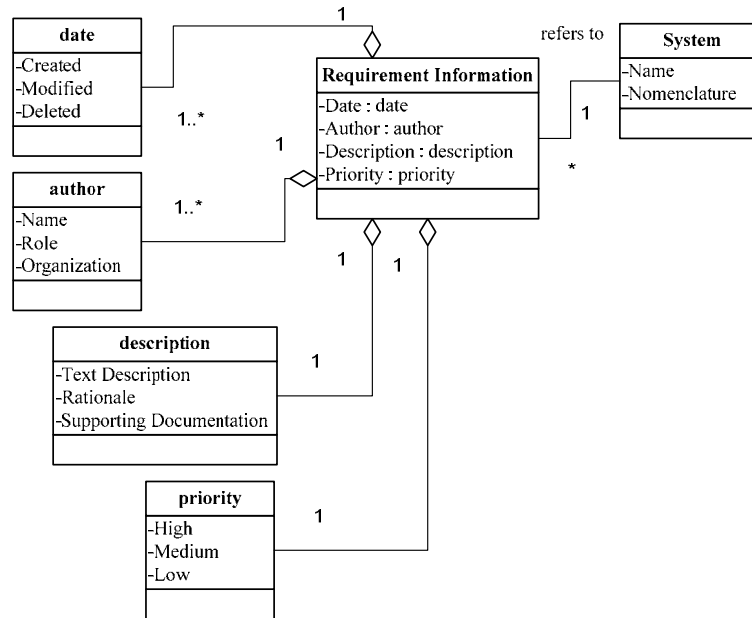 date
-Created
-Modified
-Deleted
1
1..*
Requirement Information
-Date : date
-Author : author
-Description : description
-Priority : priority
refers to
System
-Name
-Nomenclature
1
*
author
-Name
-Role
-Organization
1
1..*
1
1
description
-Text Description
-Rationale
-Supporting Documentation
1
priority
-High
-Medium
-Low
1